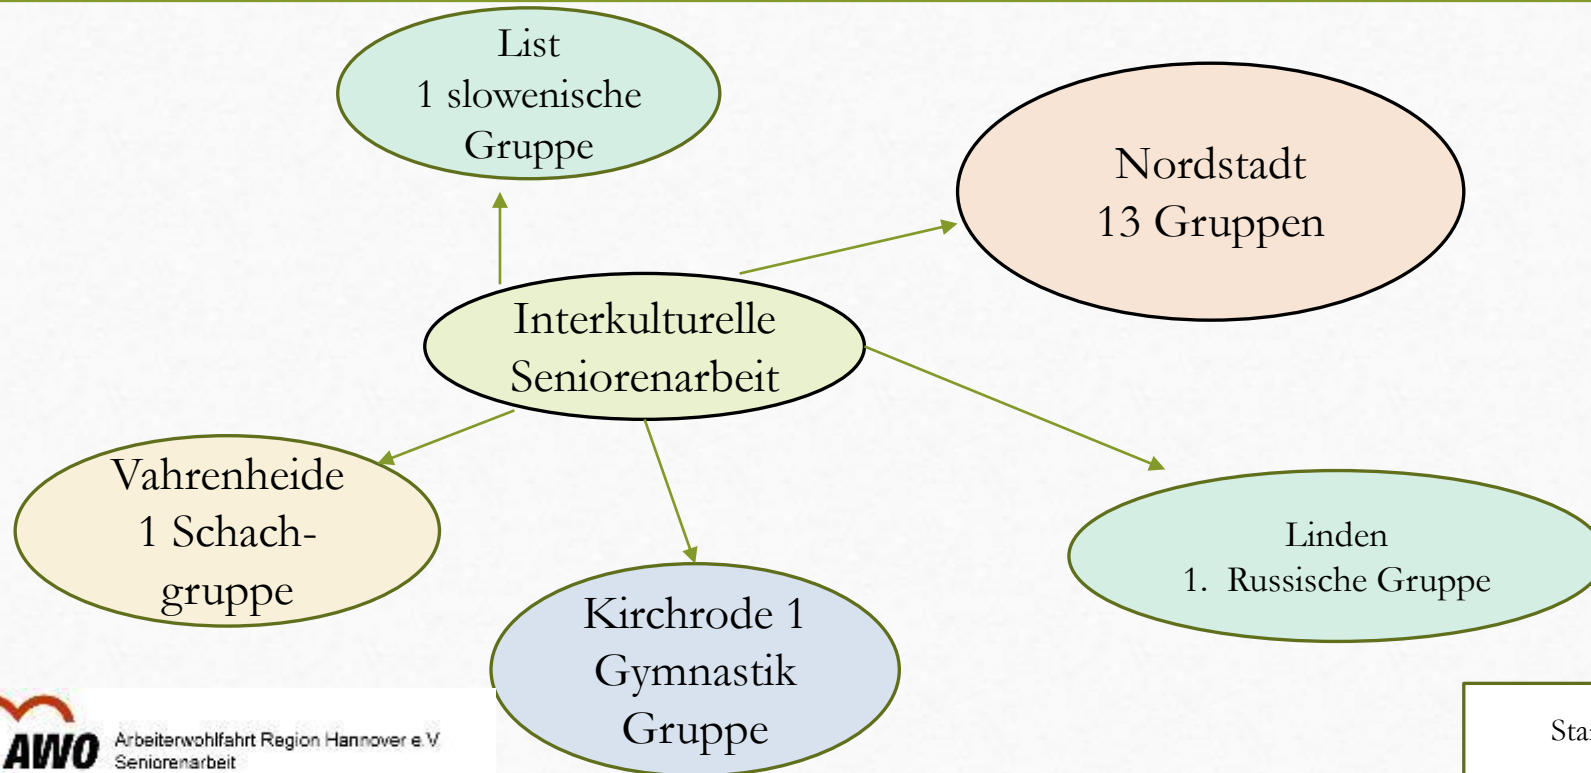 List
1 slowenische
Gruppe
Nordstadt
13 Gruppen
Interkulturelle
Seniorenarbeit
Vahrenheide
1 Schach-
gruppe
Linden
1. Russische Gruppe
Kirchrode 1
Gymnastik
Gruppe
AWO
Arbeiterwohlfahrt Region Hannover e.V.
Seniorenarbeit